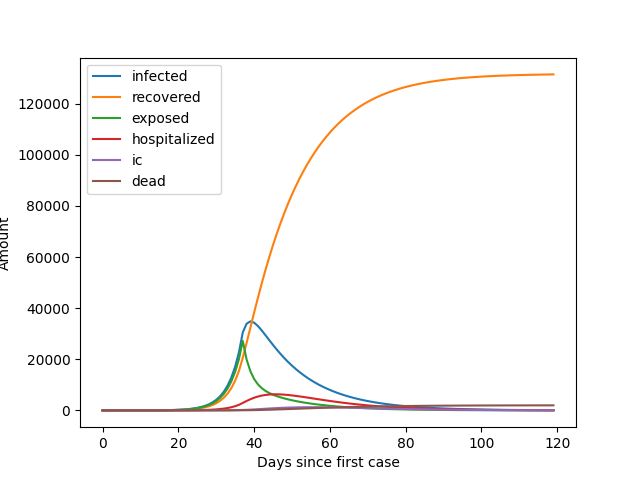 infected
recovered
exposed
hospitalized
ic
dead
120000
100000
80000
60000
40000
20000
0
Amount
0 20 40 60 80 100 120
Days since first case